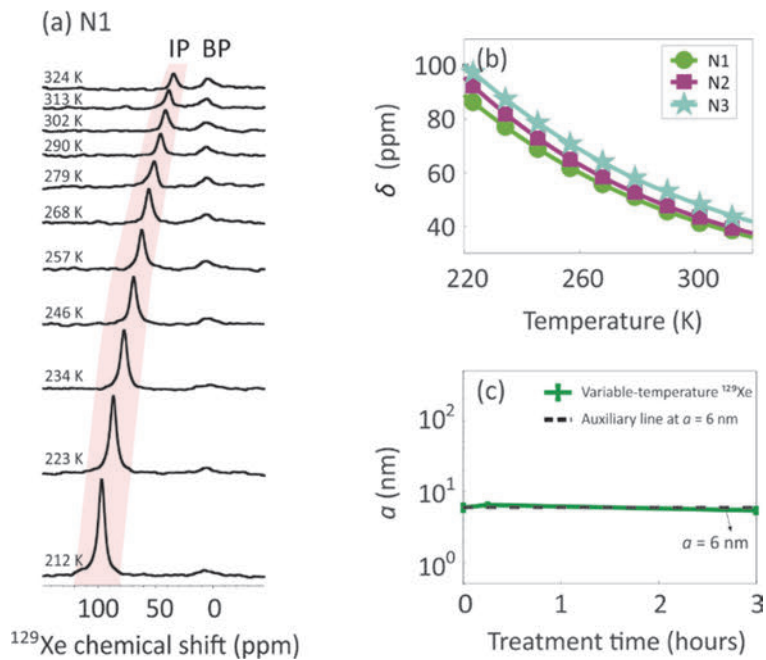 (a) N1
IP BP
324 K
313 K
302 K
290 K
279 K
268 K
257 K
246 K
234 K
223 K
212 K
100 50 0
¹²⁹Xe chemical shift (ppm)
(b)
N1
N2
N3
100
80
60
40
δ (ppm)
220 260 300
Temperature (K)
(c)
Variable-temperature ¹²⁹Xe
Auxiliary line at a = 6 nm
10²
10¹
10⁰
a (nm)
a = 6 nm
0 1 2 3
Treatment time (hours)